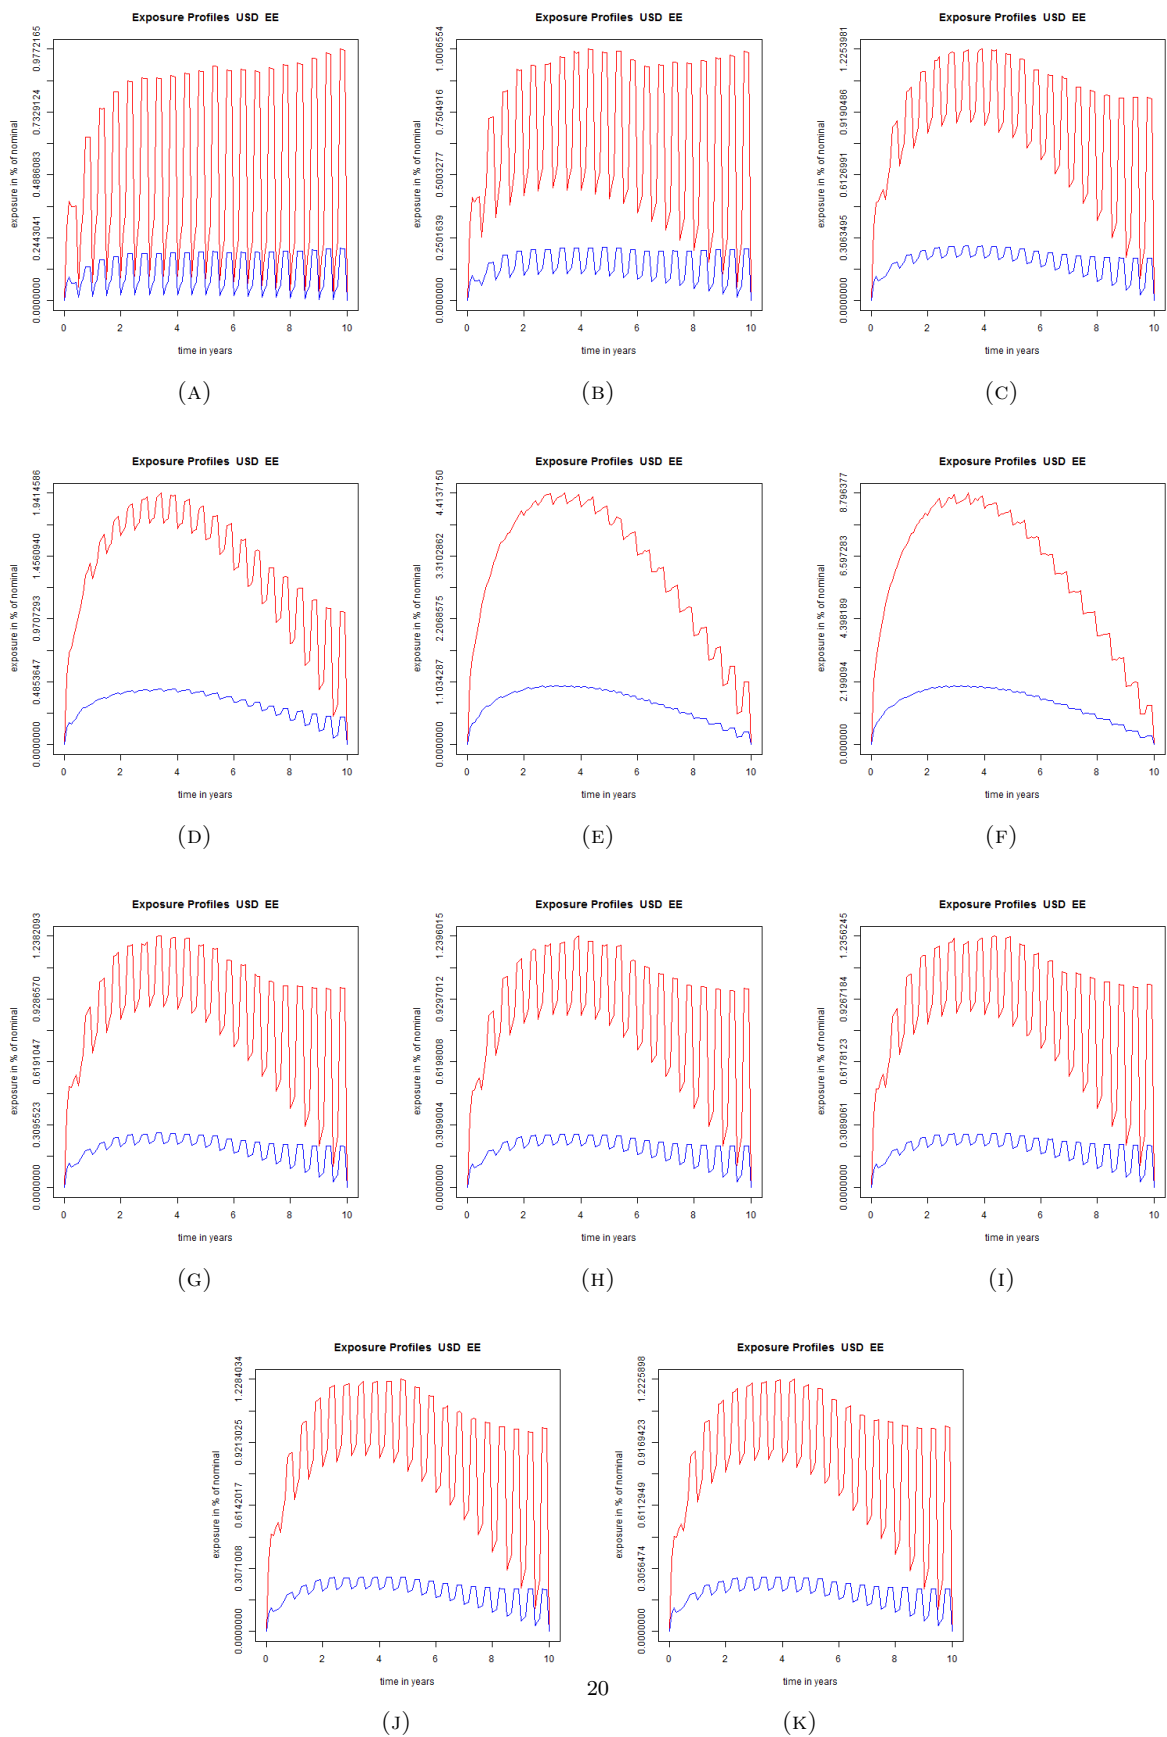 Exposure Profiles USD EE
exposure in % of nominal
0.0000000 0.2443041 0.4886083 0.7329124 0.9772165
0 2 4 6 8 10
time in years
(A)
Exposure Profiles USD EE
exposure in % of nominal
0.0000000 0.2501639 0.5003277 0.7504916 1.0006554
0 2 4 6 8 10
time in years
(B)
Exposure Profiles USD EE
exposure in % of nominal
0.0000000 0.3063495 0.6126991 0.9190486 1.2253981
0 2 4 6 8 10
time in years
(C)
Exposure Profiles USD EE
exposure in % of nominal
0.0000000 0.4853647 0.9707293 1.4560940 1.9414586
0 2 4 6 8 10
time in years
(D)
Exposure Profiles USD EE
exposure in % of nominal
0.0000000 1.1034287 2.2068575 3.3102862 4.4137150
0 2 4 6 8 10
time in years
(E)
Exposure Profiles USD EE
exposure in % of nominal
0.0000000 2.199094 4.398189 6.597283 8.796377
0 2 4 6 8 10
time in years
(F)
Exposure Profiles USD EE
exposure in % of nominal
0.0000000 0.3095523 0.6191047 0.9286570 1.2382093
0 2 4 6 8 10
time in years
(G)
Exposure Profiles USD EE
exposure in % of nominal
0.0000000 0.3099004 0.6198008 0.9297012 1.2396015
0 2 4 6 8 10
time in years
(H)
Exposure Profiles USD EE
exposure in % of nominal
0.0000000 0.3089061 0.6178123 0.9267184 1.2356245
0 2 4 6 8 10
time in years
(I)
Exposure Profiles USD EE
exposure in % of nominal
0.0000000 0.3071008 0.6142017 0.9213025 1.2284034
0 2 4 6 8 10
time in years
(J)
Exposure Profiles USD EE
exposure in % of nominal
0.0000000 0.3056474 0.6112949 0.9169423 1.2225898
0 2 4 6 8 10
time in years
(K)
20